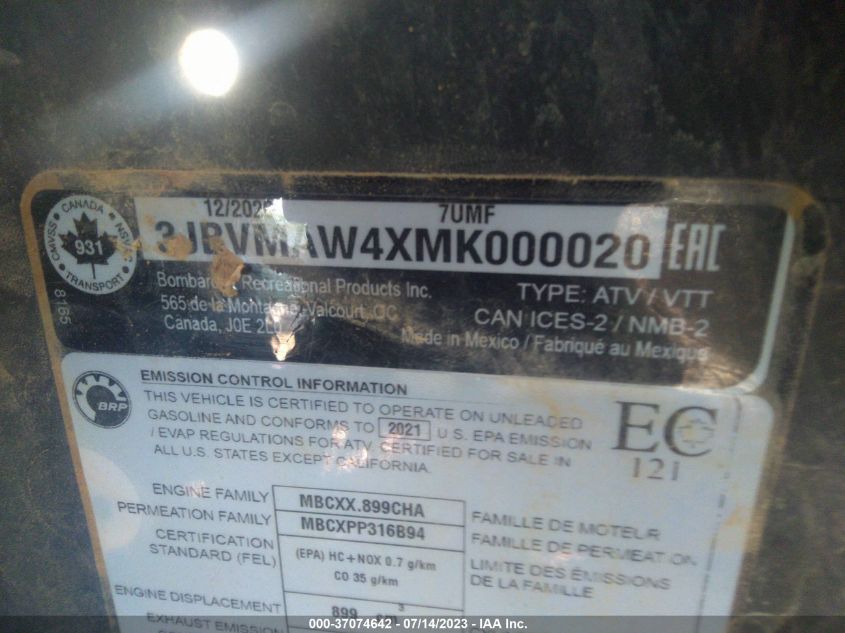 CANADA
CMVSS NSVAC
931
TRANSPORT
8165
12/202
7UMF
3JBVMAW4XMK000020
EAC
Recreational Products Inc.
565 de la Valcourt, QC
Canada, J0E
TYPE: ATV / VTT
CAN ICES-2 / NMB-2
Made in Mexico / Fabriqué au Mexique
BRP
EMISSION CONTROL INFORMATION
THIS VEHICLE IS CERTIFIED TO OPERATE ON UNLEADED
GASOLINE AND CONFORMS TO 2021 U.S. EPA EMISSION
/ EVAP REGULATIONS FOR ATV. CERTIFIED FOR SALE IN
ALL U.S. STATES EXCEPT CALIFORNIA.
EC
121
ENGINE FAMILY MBCXX.899CHA FAMILLE DE MOTEUR
PERMEATION FAMILY MBCXPP316B94 FAMILLE DE PERMEATION
CERTIFICATION
STANDARD (FEL)
(EPA) HC+NOX 0.7 g/km
CO 35 g/km
LIMITE DES ÉMISSIONS
DE LA FAMILLE
ENGINE DISPLACEMENT 899
EXHAUST EMISSION
000-37074642 / 07/14/2023 - IAA Inc.